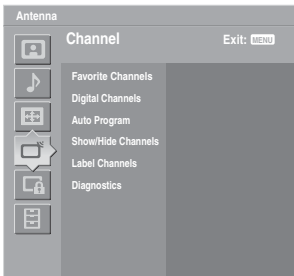 Antenna
Channel Exit: MENU
Favorite Channels
Digital Channels
Auto Program
Show/Hide Channels
Label Channels
Diagnostics